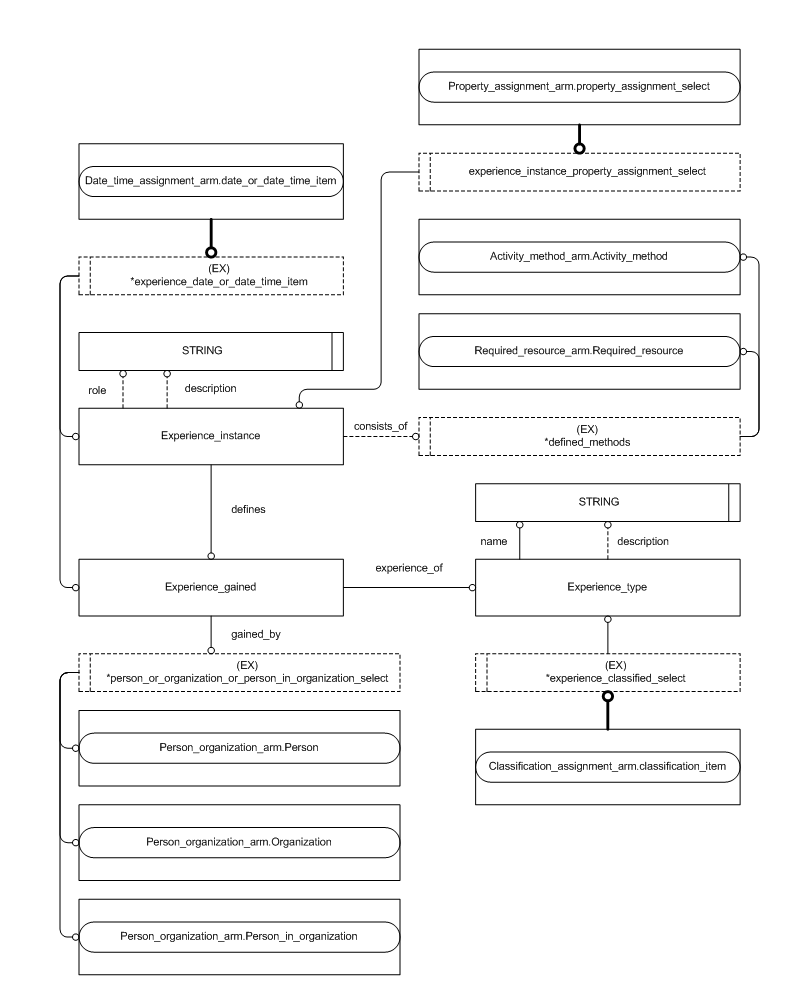 Property_assignment_arm.property_assignment_select
experience_instance_property_assignment_select
Date_time_assignment_arm.date_or_date_time_item
(EX)
*experience_date_or_date_time_item
Activity_method_arm.Activity_method
Required_resource_arm.Required_resource
STRING
role
description
Experience_instance
consists_of
(EX)
*defined_methods
defines
STRING
name
description
Experience_gained
experience_of
Experience_type
gained_by
(EX)
*person_or_organization_or_person_in_organization_select
(EX)
*experience_classified_select
Person_organization_arm.Person
Classification_assignment_arm.classification_item
Person_organization_arm.Organization
Person_organization_arm.Person_in_organization